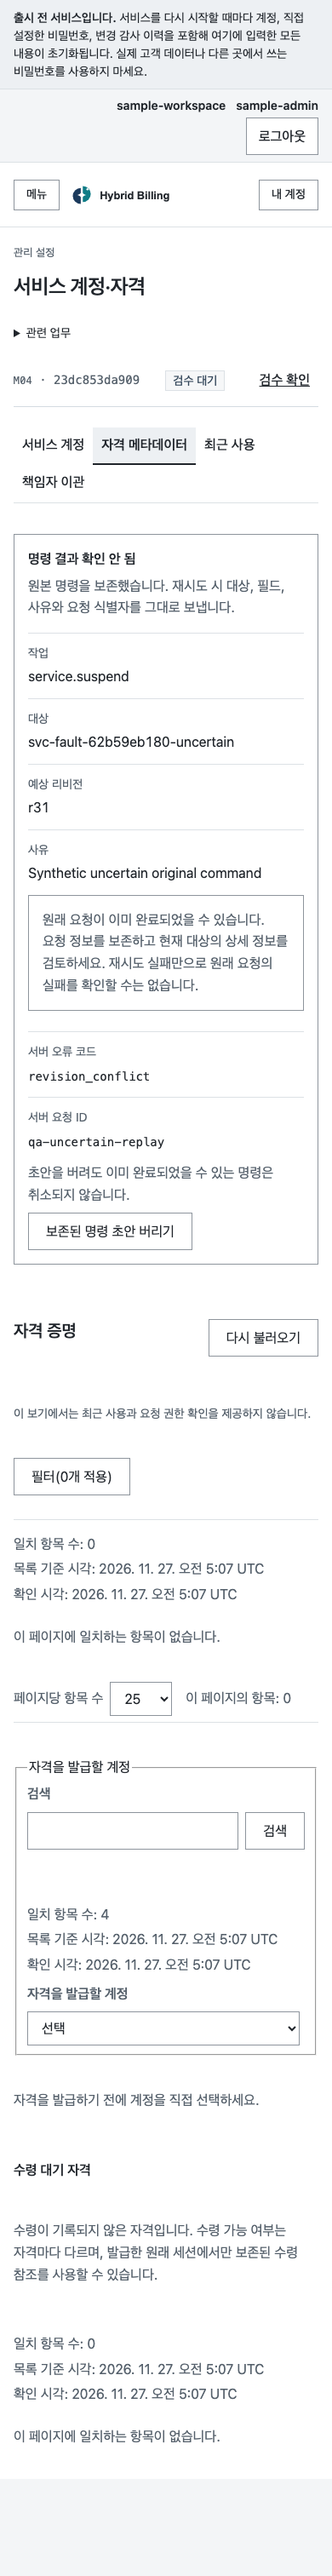 출시 전 서비스입니다. 서비스를 다시 시작할 때마다 계정, 직접
설정한 비밀번호, 변경 감사 이력을 포함해 여기에 입력한 모든
내용이 초기화됩니다. 실제 고객 데이터나 다른 곳에서 쓰는
비밀번호를 사용하지 마세요.
sample-workspace sample-admin
로그아웃
메뉴 Hybrid Billing 내 계정
관리 설정
서비스 계정·자격
▶ 관련 업무
M04 · 23dc853da909 검수 대기 검수 확인
서비스 계정 자격 메타데이터 최근 사용
책임자 이관
명령 결과 확인 안 됨
원본 명령을 보존했습니다. 재시도 시 대상, 필드,
사유와 요청 식별자를 그대로 보냅니다.
작업
service.suspend
대상
svc-fault-62b59eb180-uncertain
예상 리비전
r31
사유
Synthetic uncertain original command
원래 요청이 이미 완료되었을 수 있습니다.
요청 정보를 보존하고 현재 대상의 상세 정보를
검토하세요. 재시도 실패만으로 원래 요청의
실패를 확인할 수는 없습니다.
서버 오류 코드
revision_conflict
서버 요청 ID
qa-uncertain-replay
초안을 버려도 이미 완료되었을 수 있는 명령은
취소되지 않습니다.
보존된 명령 초안 버리기
자격 증명 다시 불러오기
이 보기에서는 최근 사용과 요청 권한 확인을 제공하지 않습니다.
필터(0개 적용)
일치 항목 수: 0
목록 기준 시각: 2026. 11. 27. 오전 5:07 UTC
확인 시각: 2026. 11. 27. 오전 5:07 UTC
이 페이지에 일치하는 항목이 없습니다.
페이지당 항목 수 25 이 페이지의 항목: 0
자격을 발급할 계정
검색
검색
일치 항목 수: 4
목록 기준 시각: 2026. 11. 27. 오전 5:07 UTC
확인 시각: 2026. 11. 27. 오전 5:07 UTC
자격을 발급할 계정
선택
자격을 발급하기 전에 계정을 직접 선택하세요.
수령 대기 자격
수령이 기록되지 않은 자격입니다. 수령 가능 여부는
자격마다 다르며, 발급한 원래 세션에서만 보존된 수령
참조를 사용할 수 있습니다.
일치 항목 수: 0
목록 기준 시각: 2026. 11. 27. 오전 5:07 UTC
확인 시각: 2026. 11. 27. 오전 5:07 UTC
이 페이지에 일치하는 항목이 없습니다.